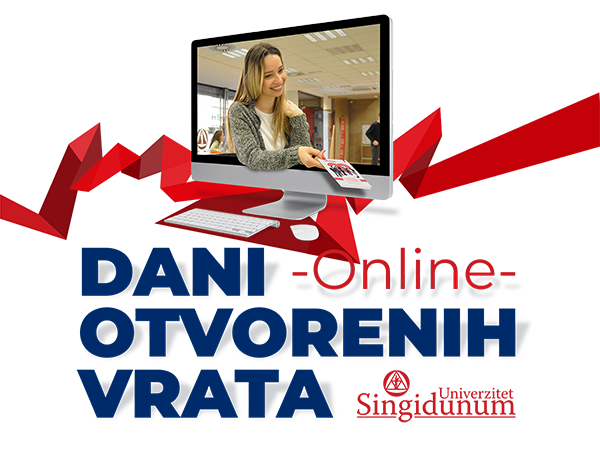 DANI -Online-
OTVORENIH
VRATA
Univerzitet
Singidunum